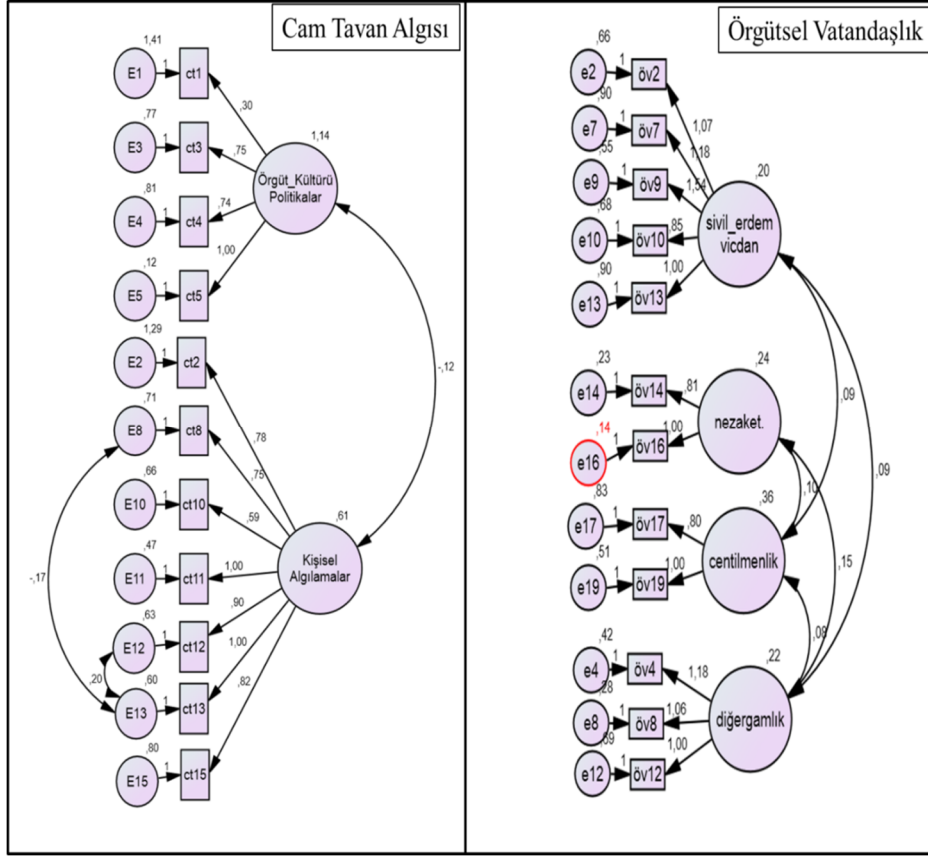 Cam Tavan Algısı
1,41
E1
1
ct1
,30
,77
E3
1
ct3
,75
1,14
Örgüt_Kültürü
Politikalar
,81
E4
1
ct4
,74
,12
E5
1
ct5
1,00
1,29
E2
1
ct2
,78
-,12
,71
E8
1
ct8
,75
,66
E10
1
ct10
,59
,61
Kişisel
Algılamalar
,47
E11
1
ct11
1,00
-,17
,63
E12
1
ct12
,90
,20
,60
E13
1
ct13
1,00
,80
E15
1
ct15
,82
Örgütsel Vatandaşlık
,66
e2
1
öv2
1,07
,90
e7
1
öv7
1,18
,55
e9
1
öv9
1,54
,20
sivil_erdem
vicdan
,68
e10
1
öv10
,85
,90
e13
1
öv13
1,00
,23
e14
1
öv14
,81
,24
nezaket.
,09
,14
e16
1
öv16
1,00
,09
,10
,83
e17
1
öv17
,80
,36
centilmenlik
,51
e19
1
öv19
1,00
,15
,08
,42
e4
1
öv4
1,18
,22
diğergamlık
,28
e8
1
öv8
1,06
e12
1
öv12
1,00